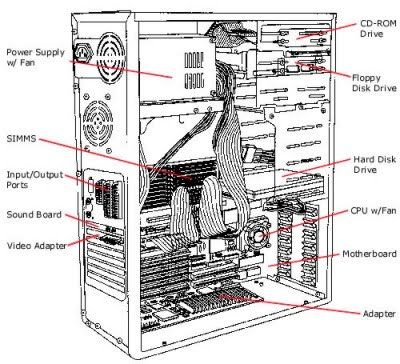 Power Supply
w/ Fan
SIMMS
Input/Output
Ports
Sound Board
Video Adapter
CD-ROM
Drive
Floppy
Disk Drive
Hard Disk
Drive
CPU w/Fan
Motherboard
Adapter